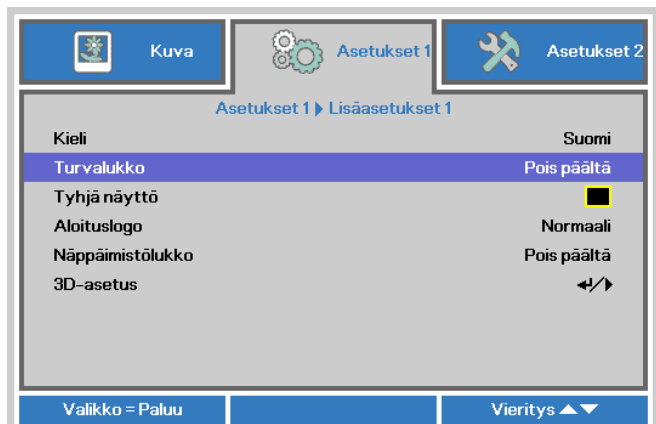 Kuva Asetukset 1 Asetukset 2
Asetukset 1 Lisäasetukset 1
Kieli Suomi
Turvalukko Pois päältä
Tyhjä näyttö
Aloituslogo Normaali
Näppäimistölukko Pois päältä
3D-asetus
Valikko = Paluu Vieritys